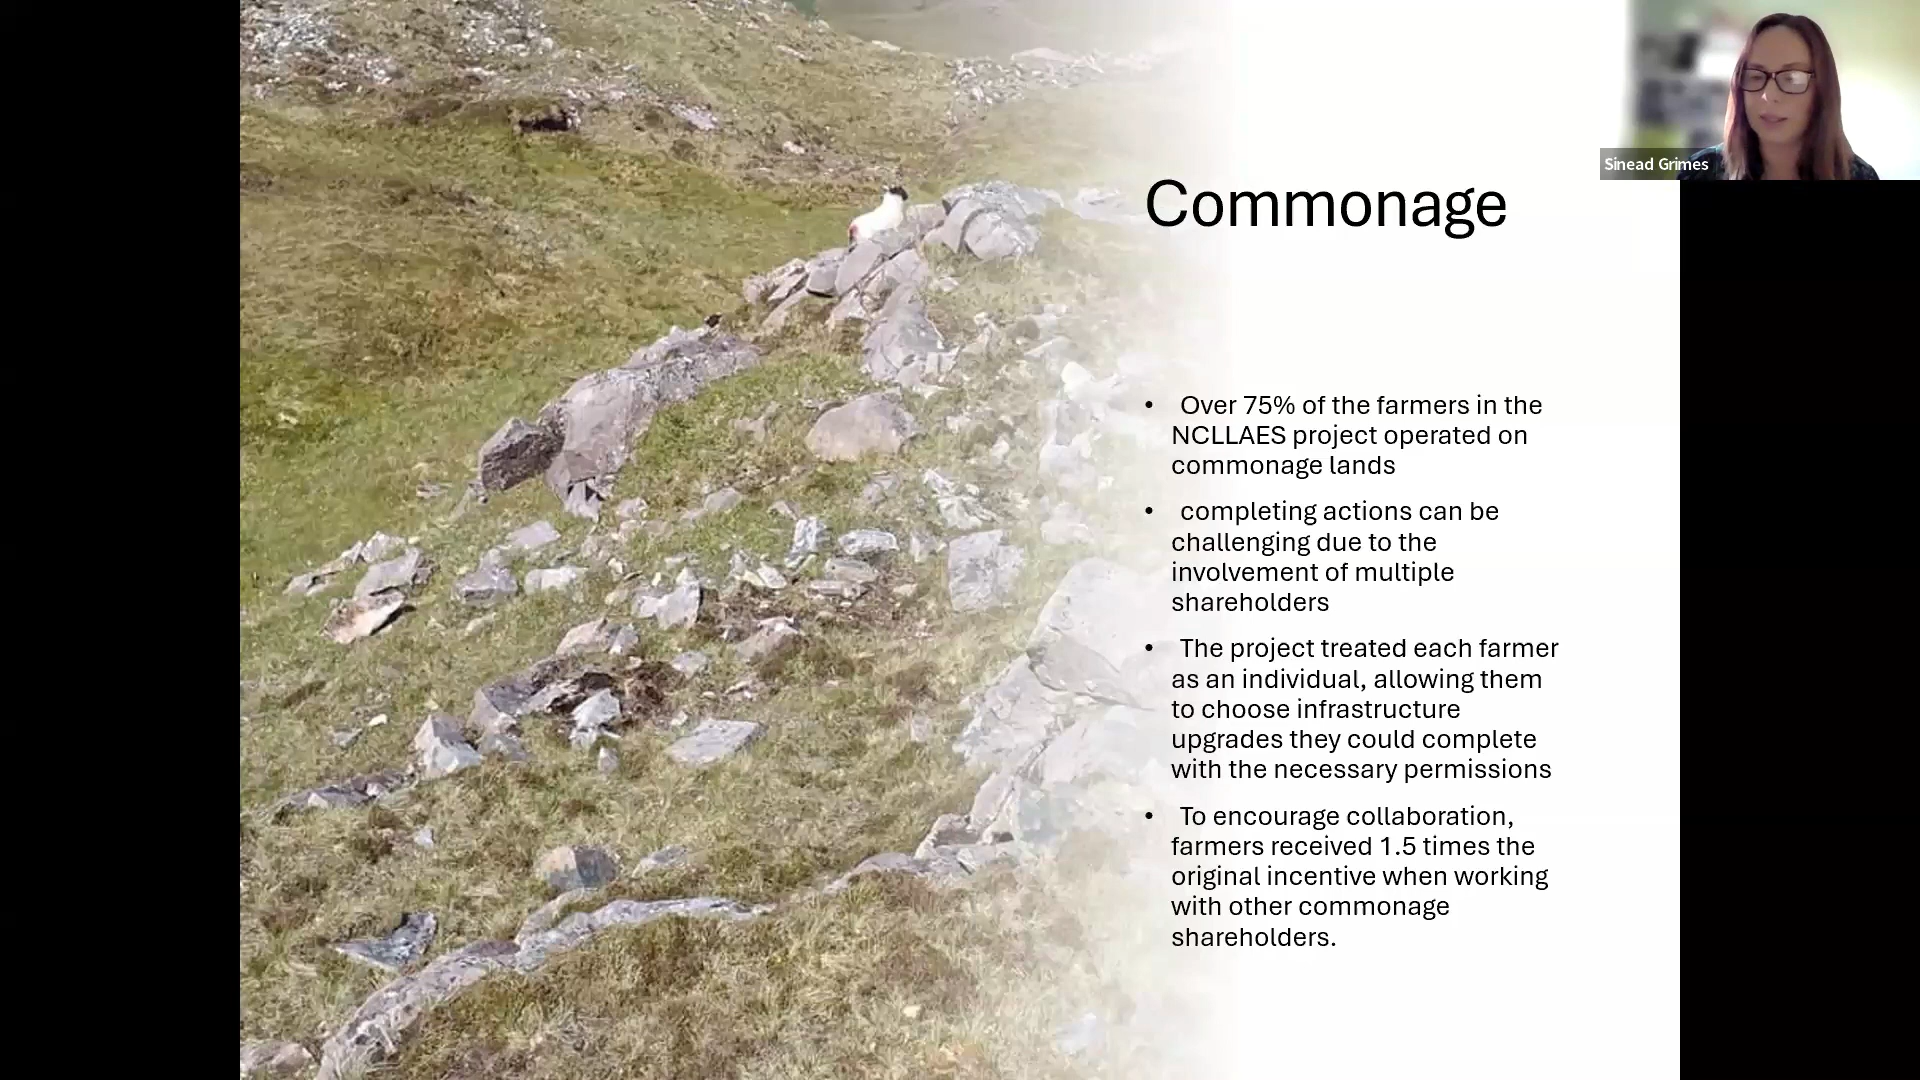 Sinead Grimes
Commonage
• Over 75% of the farmers in the
NCLLAES project operated on
commonage lands
• completing actions can be
challenging due to the
involvement of multiple
shareholders
• The project treated each farmer
as an individual, allowing them
to choose infrastructure
upgrades they could complete
with the necessary permissions
• To encourage collaboration,
farmers received 1.5 times the
original incentive when working
with other commonage
shareholders.